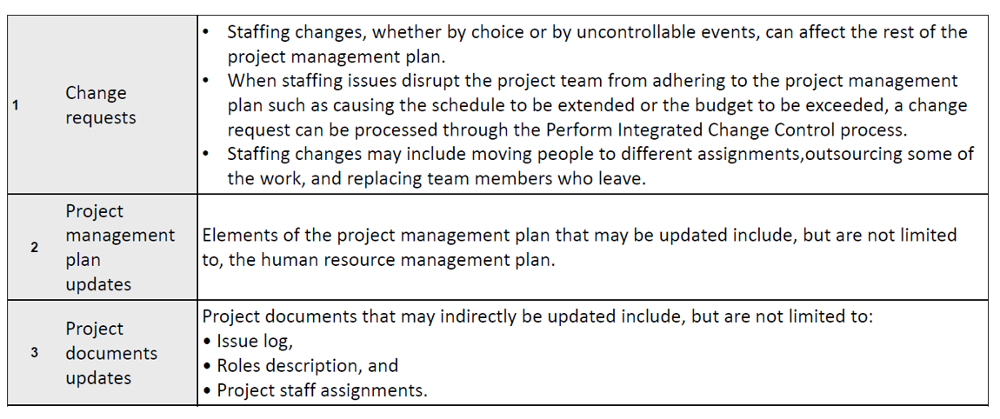 1
Change
requests
• Staffing changes, whether by choice or by uncontrollable events, can affect the rest of the
project management plan.
• When staffing issues disrupt the project team from adhering to the project management
plan such as causing the schedule to be extended or the budget to be exceeded, a change
request can be processed through the Perform Integrated Change Control process.
• Staffing changes may include moving people to different assignments,outsourcing some of
the work, and replacing team members who leave.
2
Project
management
plan
updates
Elements of the project management plan that may be updated include, but are not limited
to, the human resource management plan.
3
Project
documents
updates
Project documents that may indirectly be updated include, but are not limited to:
• Issue log,
• Roles description, and
• Project staff assignments.